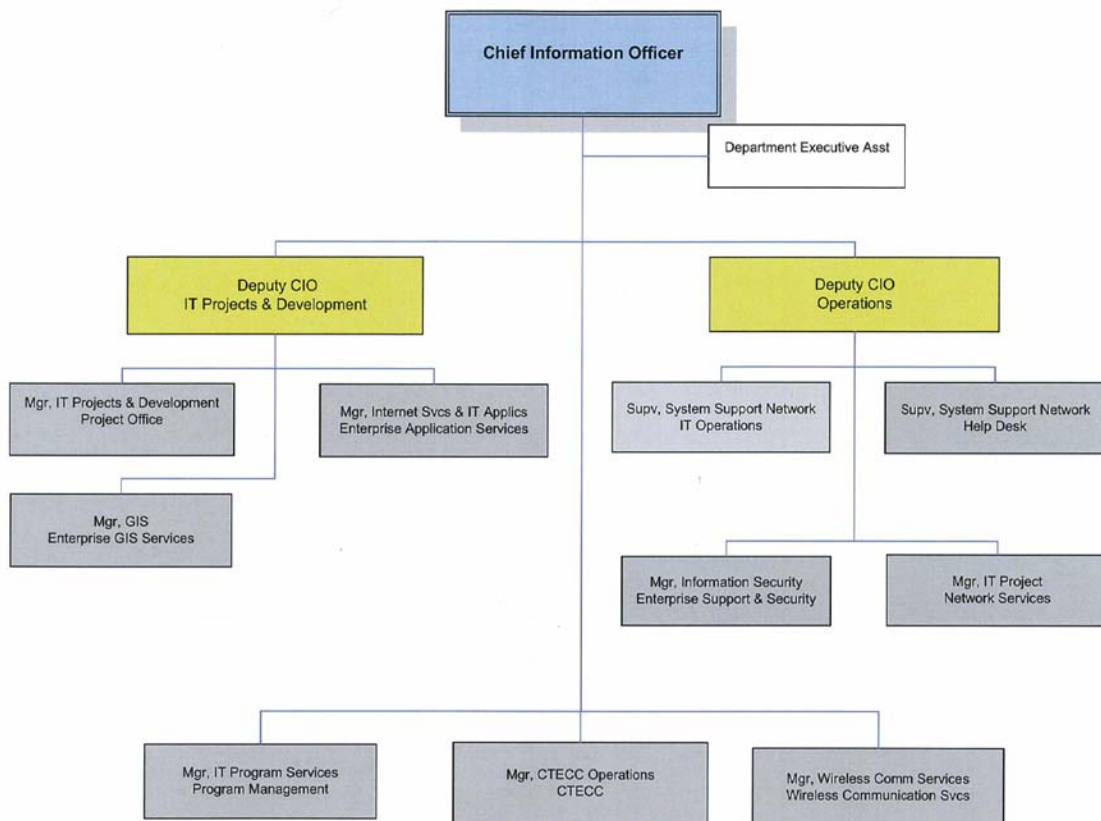 Chief Information Officer
Department Executive Asst
Deputy CIO
IT Projects & Development
Deputy CIO
Operations
Mgr, IT Projects & Development
Project Office
Mgr, Internet Svcs & IT Applics
Enterprise Application Services
Supv, System Support Network
IT Operations
Supv, System Support Network
Help Desk
Mgr, GIS
Enterprise GIS Services
Mgr, Information Security
Enterprise Support & Security
Mgr, IT Project
Network Services
Mgr, IT Program Services
Program Management
Mgr, CTECC Operations
CTECC
Mgr, Wireless Comm Services
Wireless Communication Svcs